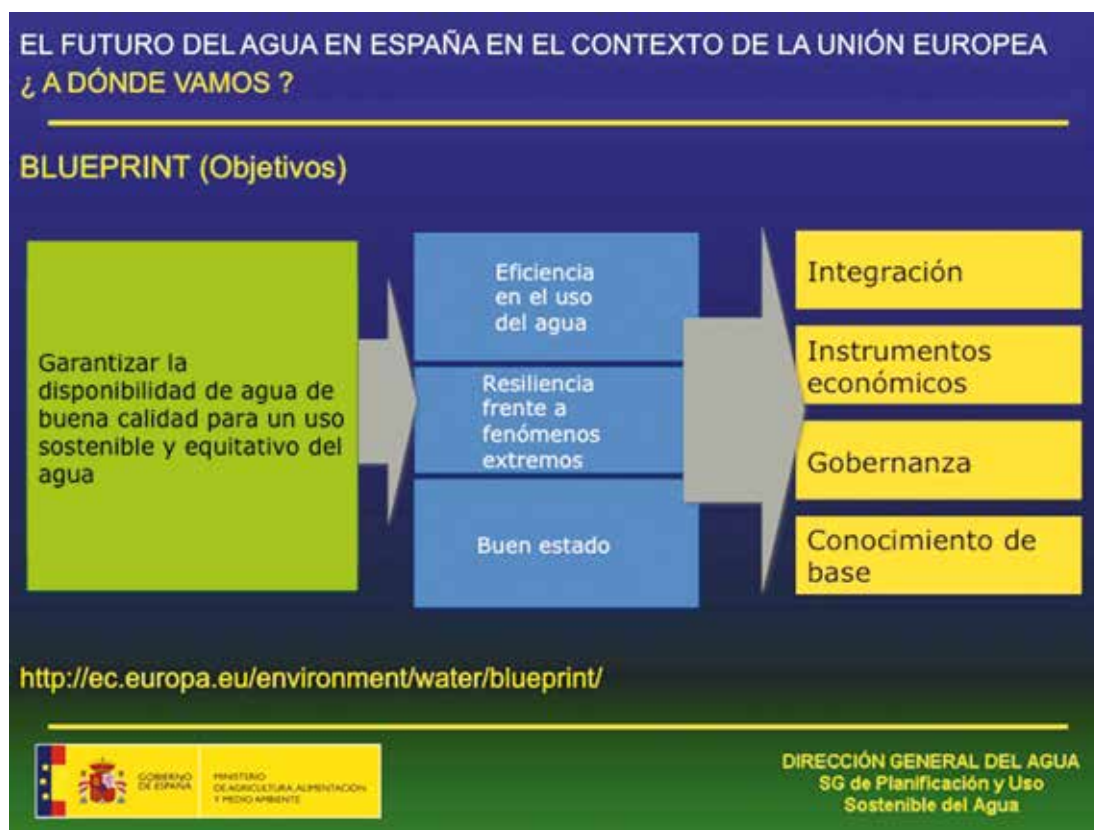 EL FUTURO DEL AGUA EN ESPAÑA EN EL CONTEXTO DE LA UNIÓN EUROPEA
¿ A DÓNDE VAMOS ?
BLUEPRINT (Objetivos)
Garantizar la
disponibilidad de agua de
buena calidad para un uso
sostenible y equitativo del
agua
Eficiencia
en el uso
del agua
Resiliencia
frente a
fenómenos
extremos
Buen estado
Integración
Instrumentos
económicos
Gobernanza
Conocimiento de
base
http://ec.europa.eu/environment/water/blueprint/
GOBIERNO
DE ESPAÑA
MINISTERIO
DE AGRICULTURA, ALIMENTACIÓN
Y MEDIO AMBIENTE
DIRECCIÓN GENERAL DEL AGUA
SG de Planificación y Uso
Sostenible del Agua